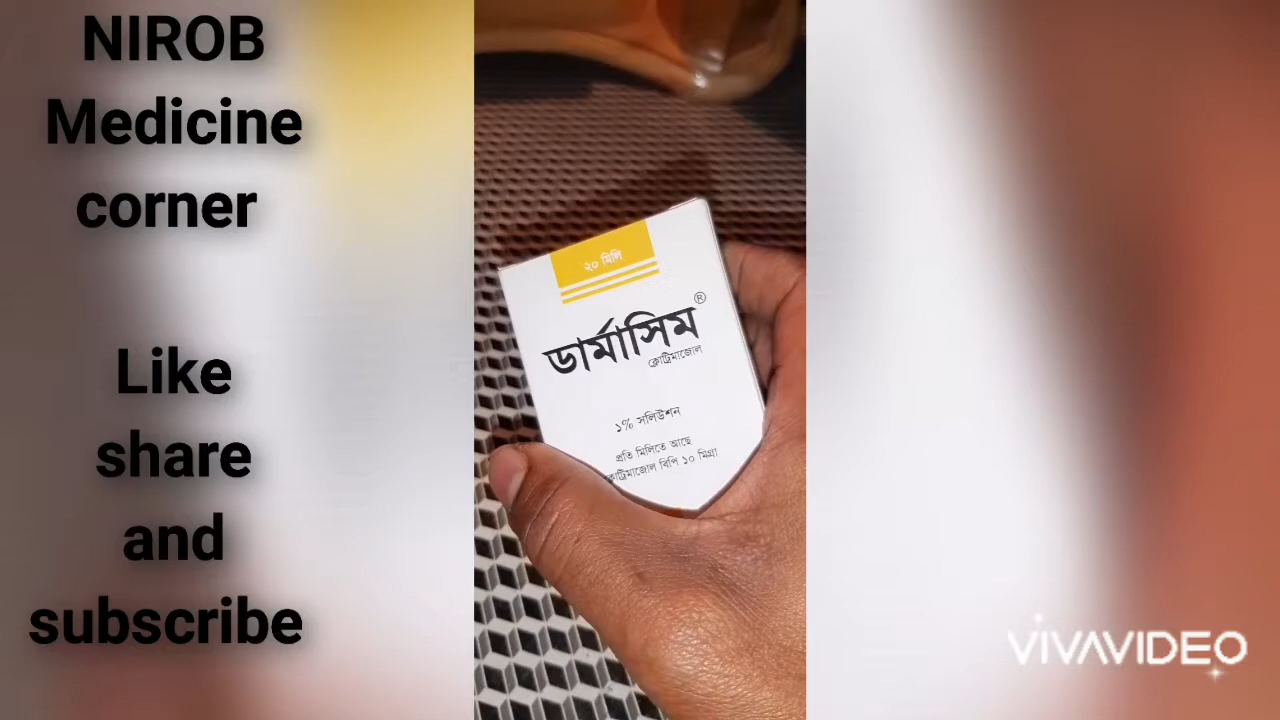 NIROB
Medicine
corner
Like
share
and
subscribe
২০ মিলি
ডার্মাসিম®
ক্লোট্রিমাজোল
১% সলিউশন
প্রতি মিলিতে আছে
ক্লোট্রিমাজোল বিপি ১০ মিগ্রা
VIVAVIDEO